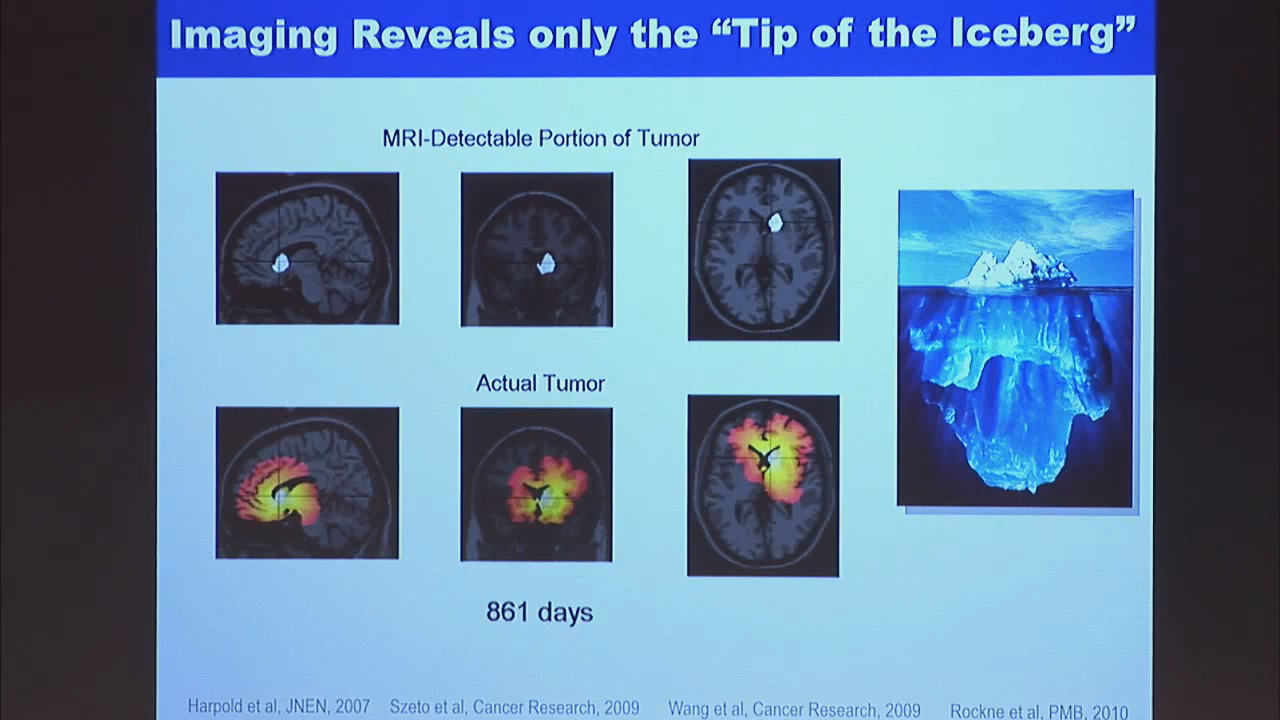 Imaging Reveals only the “Tip of the Iceberg”
MRI-Detectable Portion of Tumor
Actual Tumor
861 days
Harpold et al, JNEN, 2007 Szeto et al, Cancer Research, 2009 Wang et al, Cancer Research, 2009 Rockne et al, PMB, 2010